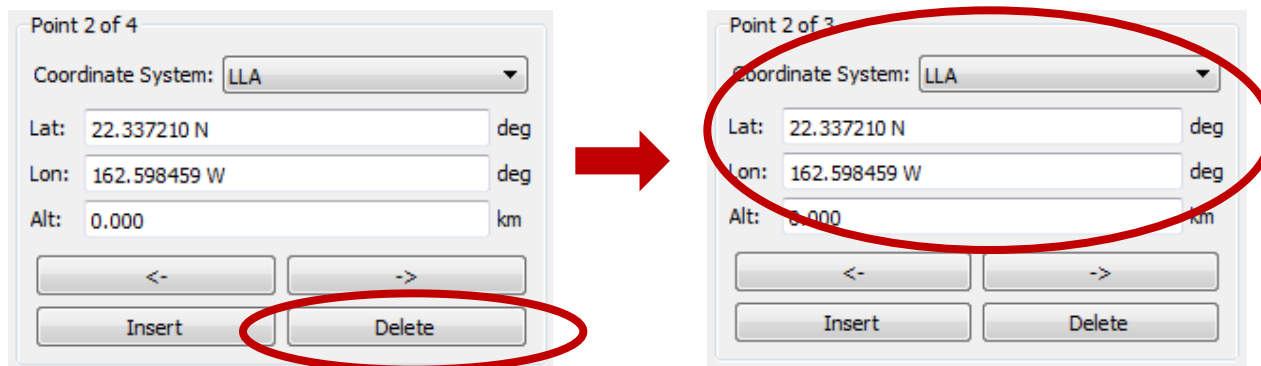 Point 2 of 4
Coordinate System: LLA
Lat: 22.337210 N deg
Lon: 162.598459 W deg
Alt: 0.000 km
<- ->
Insert Delete
Point 2 of 3
Coordinate System: LLA
Lat: 22.337210 N deg
Lon: 162.598459 W deg
Alt: 0.000 km
<- ->
Insert Delete